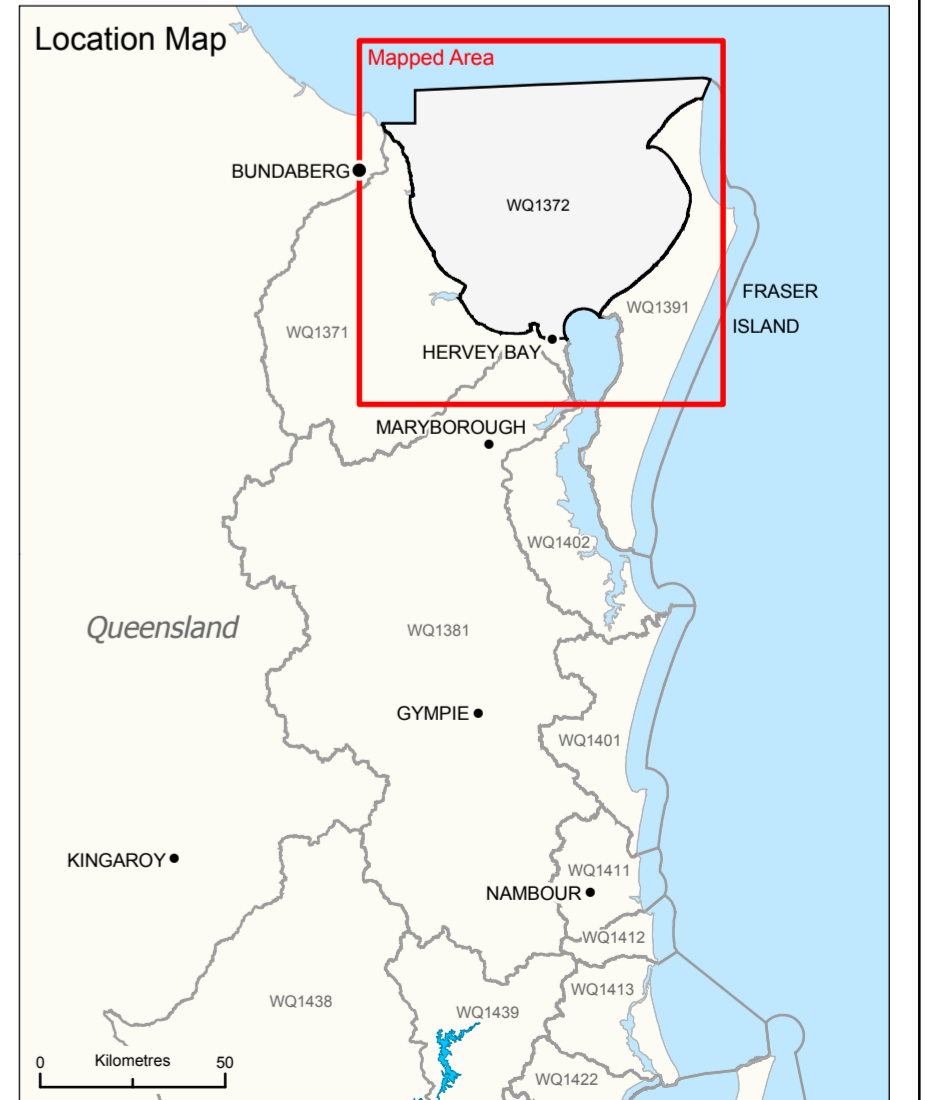 Location Map
Mapped Area
BUNDABERG
WQ1372
FRASER
ISLAND
WQ1391
WQ1371
HERVEY BAY
MARYBOROUGH
WQ1402
Queensland
WQ1381
GYMPIE
WQ1401
KINGAROY
WQ1411
NAMBOUR
WQ1412
WQ1413
WQ1438
WQ1439
0 Kilometres 50
WQ1422